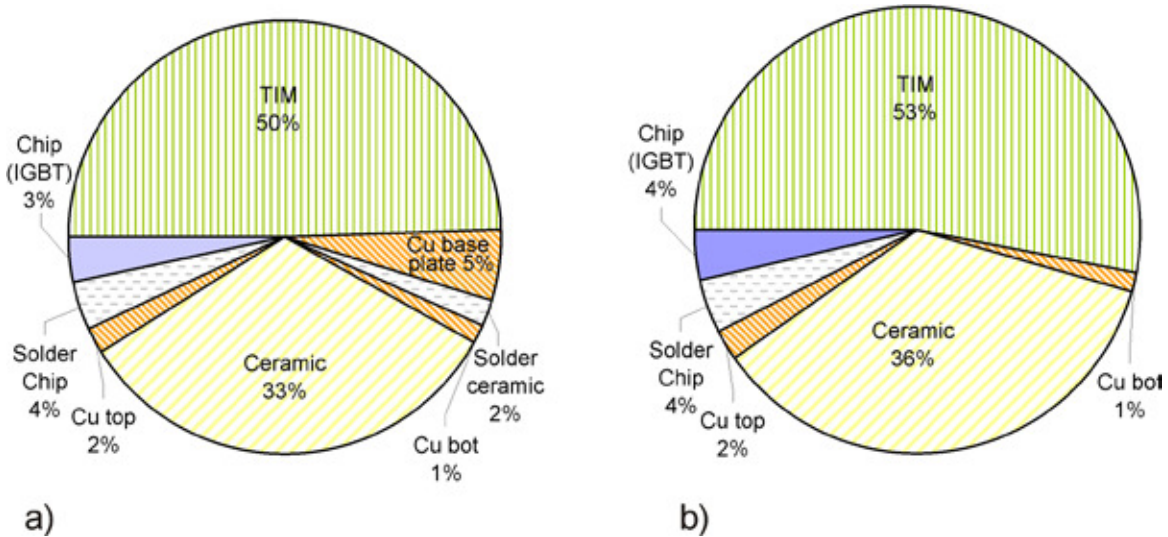 TIM
50%
Chip
(IGBT)
3%
Cu base
plate 5%
Solder
Chip
4%
Cu top
2%
Ceramic
33%
Cu bot
1%
Solder
ceramic
2%
a)
TIM
53%
Chip
(IGBT)
4%
Solder
Chip
4%
Cu top
2%
Ceramic
36%
Cu bot
1%
b)